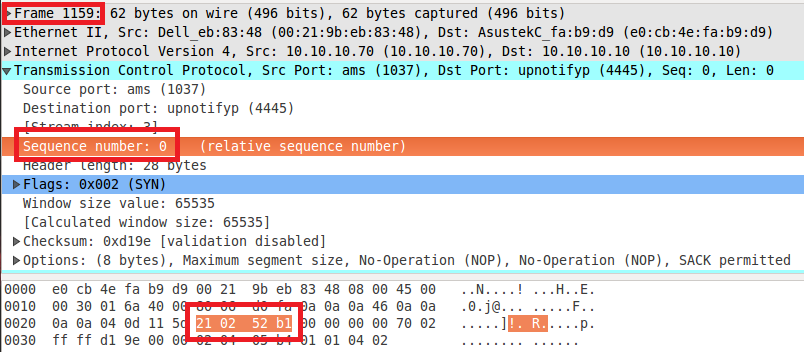 Frame 1159: 62 bytes on wire (496 bits), 62 bytes captured (496 bits)
Ethernet II, Src: Dell_eb:83:48 (00:21:9b:eb:83:48), Dst: AsustekC_fa:b9:d9 (e0:cb:4e:fa:b9:d9)
Internet Protocol Version 4, Src: 10.10.10.70 (10.10.10.70), Dst: 10.10.10.10 (10.10.10.10)
Transmission Control Protocol, Src Port: ams (1037), Dst Port: upnotifyp (4445), Seq: 0, Len: 0
Source port: ams (1037)
Destination port: upnotifyp (4445)
[Stream index: 3]
Sequence number: 0 (relative sequence number)
Header length: 28 bytes
Flags: 0x002 (SYN)
Window size value: 65535
[Calculated window size: 65535]
Checksum: 0xd19e [validation disabled]
Options: (8 bytes), Maximum segment size, No-Operation (NOP), No-Operation (NOP), SACK permitted
0000 e0 cb 4e fa b9 d9 00 21 9b eb 83 48 08 00 45 00 ..N....! ...H..E.
0010 00 30 01 6a 40 00 d0 fa 0a 0a 0a 46 0a 0a .0.j@... .....F..
0020 0a 0a 04 0d 11 5d 21 02 52 b1 00 00 00 00 70 02 .....]!. R.....p.
0030 ff ff d1 9e 00 00 02 04 05 b4 01 01 04 02 ........ ......